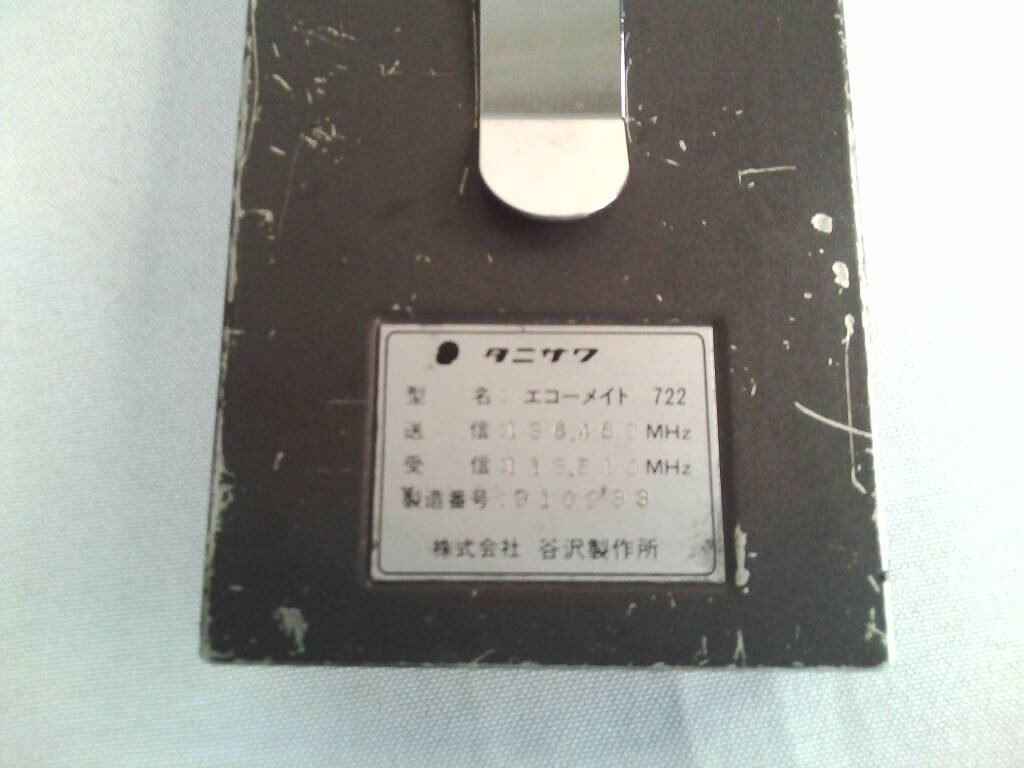 タニサワ
型 名: エコーメイト 722
送 信: MHz
受 信: MHz
製造番号:
株式会社 谷沢製作所